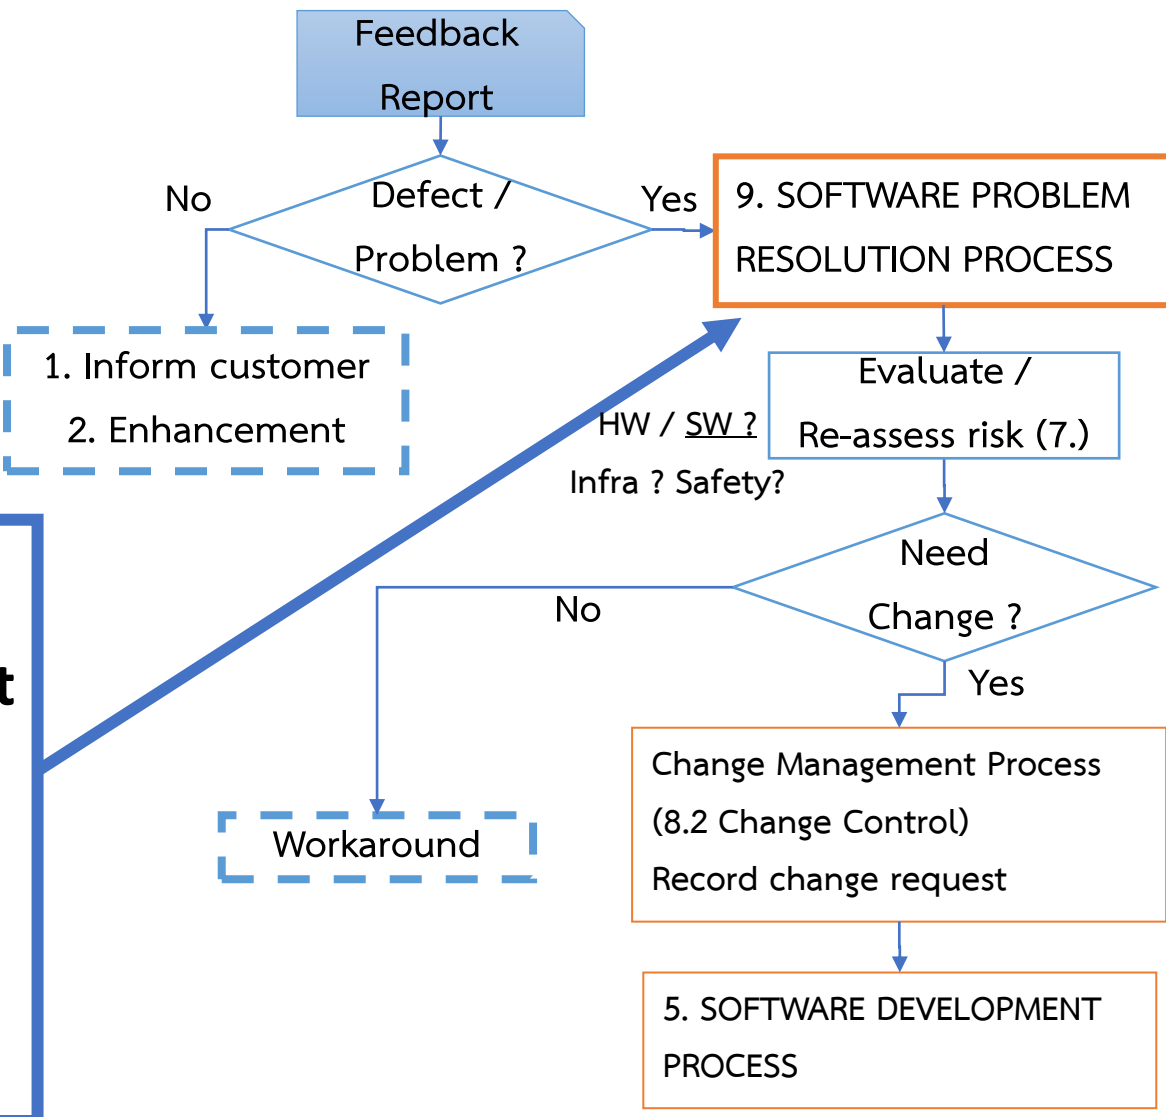 Feedback
Report
No
Defect /
Problem ?
Yes
9. SOFTWARE PROBLEM
RESOLUTION PROCESS
1. Inform customer
2. Enhancement
Evaluate /
Re-assess risk (7.)
HW / SW ?
Infra ? Safety?
Need
Change ?
No
Yes
t
Change Management Process
(8.2 Change Control)
Record change request
Workaround
5. SOFTWARE DEVELOPMENT
PROCESS